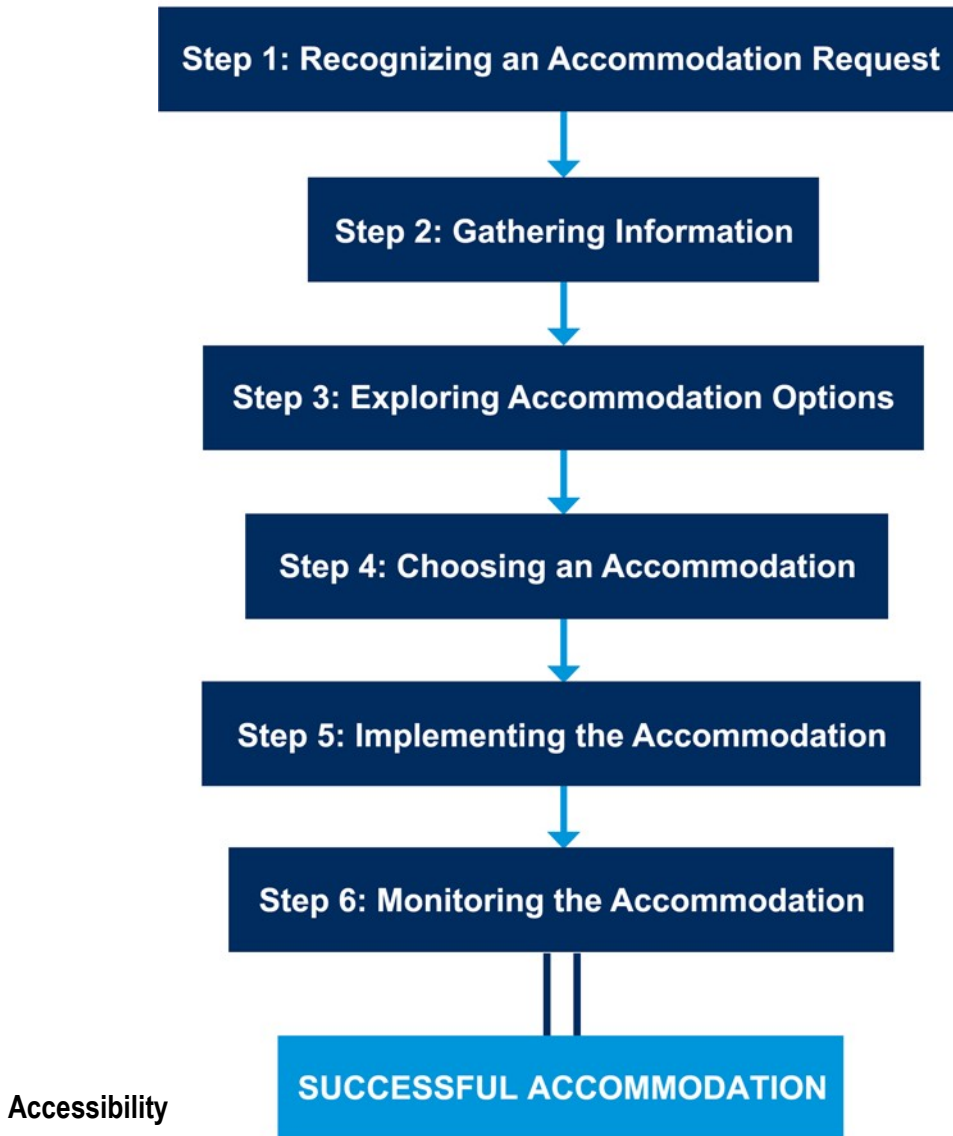 Step 1: Recognizing an Accommodation Request
Step 2: Gathering Information
Step 3: Exploring Accommodation Options
Step 4: Choosing an Accommodation
Step 5: Implementing the Accommodation
Step 6: Monitoring the Accommodation
SUCCESSFUL ACCOMMODATION
Accessibility